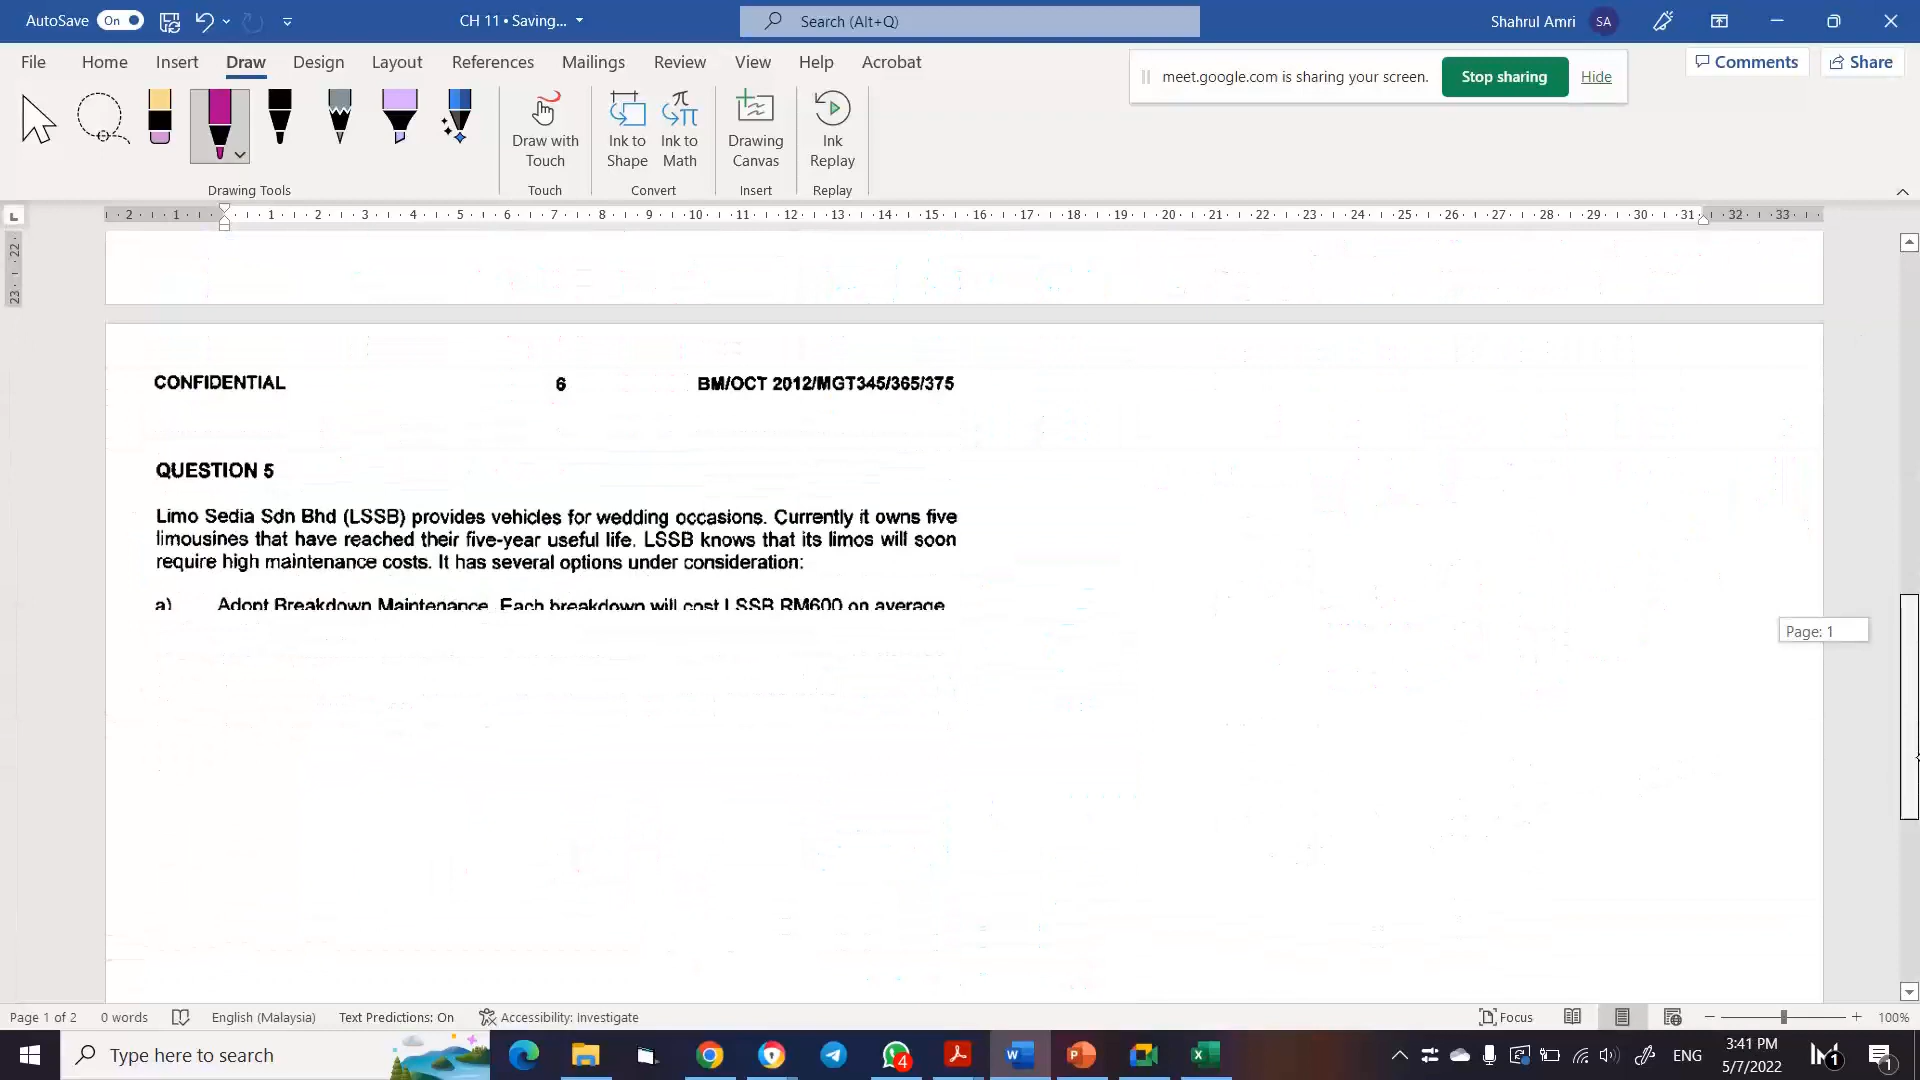 AutoSave On CH 11 • Saving... Search (Alt+Q) Shahrul Amri SA
File Home Insert Draw Design Layout References Mailings Review View Help Acrobat
meet.google.com is sharing your screen. Stop sharing Hide
Comments Share
Draw with Touch
Ink to Shape
Ink to Math
Drawing Canvas
Ink Replay
Drawing Tools Touch Convert Insert Replay
2 1 1 2 3 4 5 6 7 8 9 10 11 12 13 14 15 16 17 18 19 20 21 22 23 24 25 26 27 28 29 30 31 32 33
22
23
CONFIDENTIAL 6 BM/OCT 2012/MGT345/365/375
QUESTION 5
Limo Sedia Sdn Bhd (LSSB) provides vehicles for wedding occasions. Currently it owns five
limousines that have reached their five-year useful life. LSSB knows that its limos will soon
require high maintenance costs. It has several options under consideration:
a) Adopt Breakdown Maintenance. Each breakdown will cost LSSB RM600 on average
Page: 1
Page 1 of 2 0 words English (Malaysia) Text Predictions: On Accessibility: Investigate Focus 100%
Type here to search 4 ENG 3:41 PM 1 1
5/7/2022